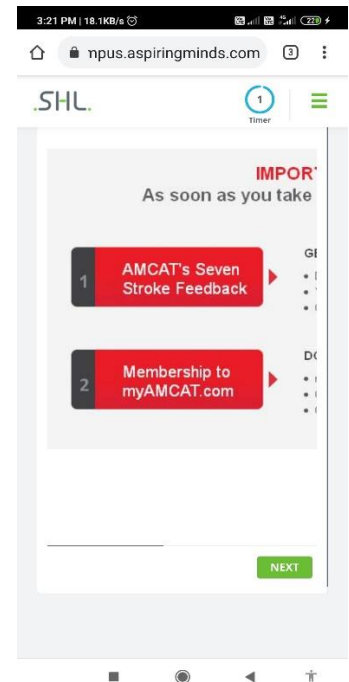 3:21 PM | 18.1KB/s
22
npus.aspiringminds.com
3
.SHL.
1
Timer
As soon as you take
1
AMCAT's Seven
Stroke Feedback
2
Membership to
myAMCAT.com
NEXT